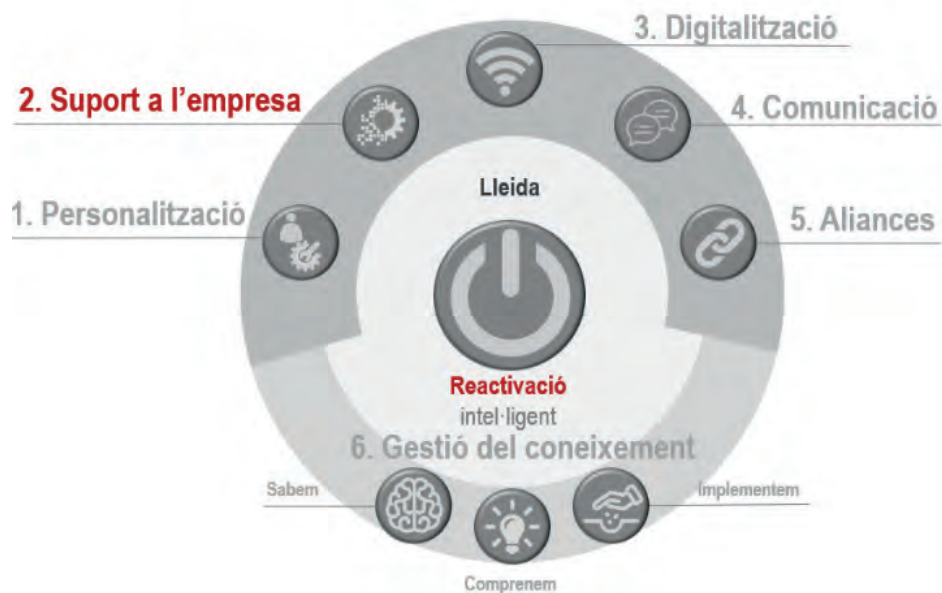 3. Digitalització
2. Suport a l'empresa
4. Comunicació
Lleida
1. Personalització
5. Aliances
Reactivació
intel·ligent
6. Gestió del coneixement
Sabem
Implementem
Comprenem